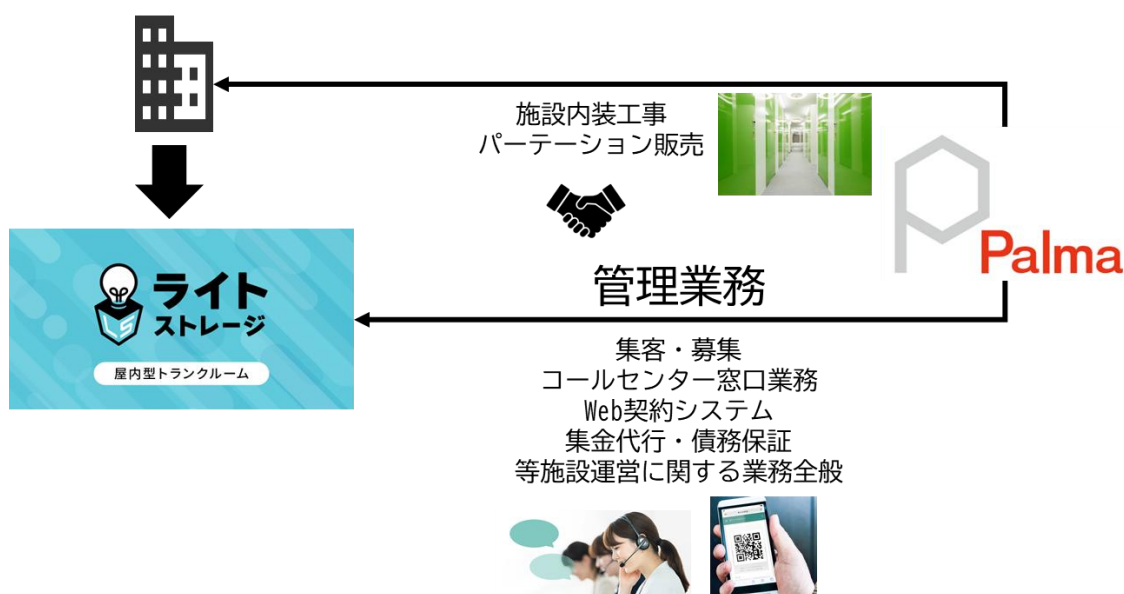 施設内装工事
パーテーション販売
Palma
管理業務
LS
ライト
ストレージ
屋内型トランクルーム
集客・募集
コールセンター窓口業務
Web契約システム
集金代行・債務保証
等施設運営に関する業務全般